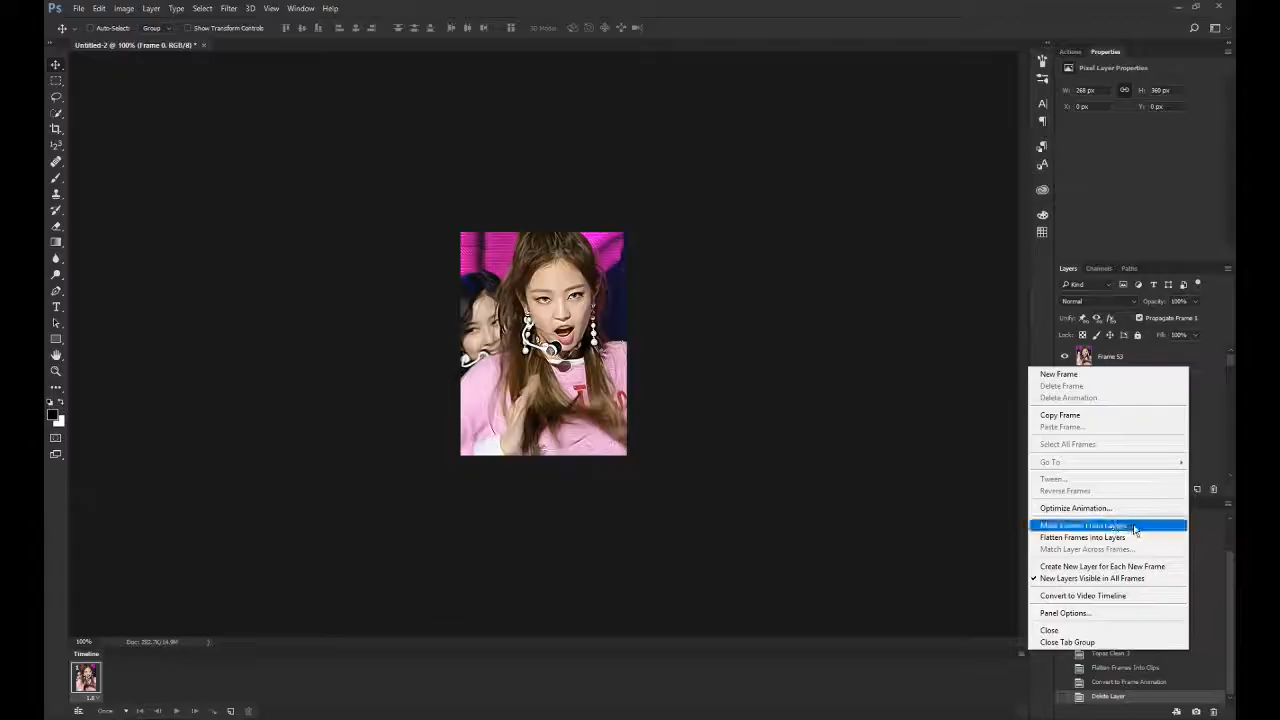 Ps File Edit Image Layer Type Select Filter 3D View Window Help
Auto-Select: Group Show Transform Controls 3D Mode:
Untitled-2 @ 100% (Frame 0, RGB/8) * ×
Actions Properties
Pixel Layer Properties
W: 268 px H: 360 px
X: 0 px Y: 0 px
Layers Channels Paths
Kind
Normal Opacity: 100%
Unify: Propagate Frame 1
Lock: Fill: 100%
Frame 53
New Frame
Delete Frame
Delete Animation
Copy Frame
Paste Frame...
Select All Frames
Go To
Tween...
Reverse Frames
Optimize Animation...
Make Frames From Layers
Flatten Frames Into Layers
Match Layer Across Frames...
Create New Layer for Each New Frame
New Layers Visible in All Frames
Convert to Video Timeline
Panel Options...
Close
Close Tab Group
Flatten Frames Into Clips
Convert to Frame Animation
Delete Layer
100%
Timeline
1
Once